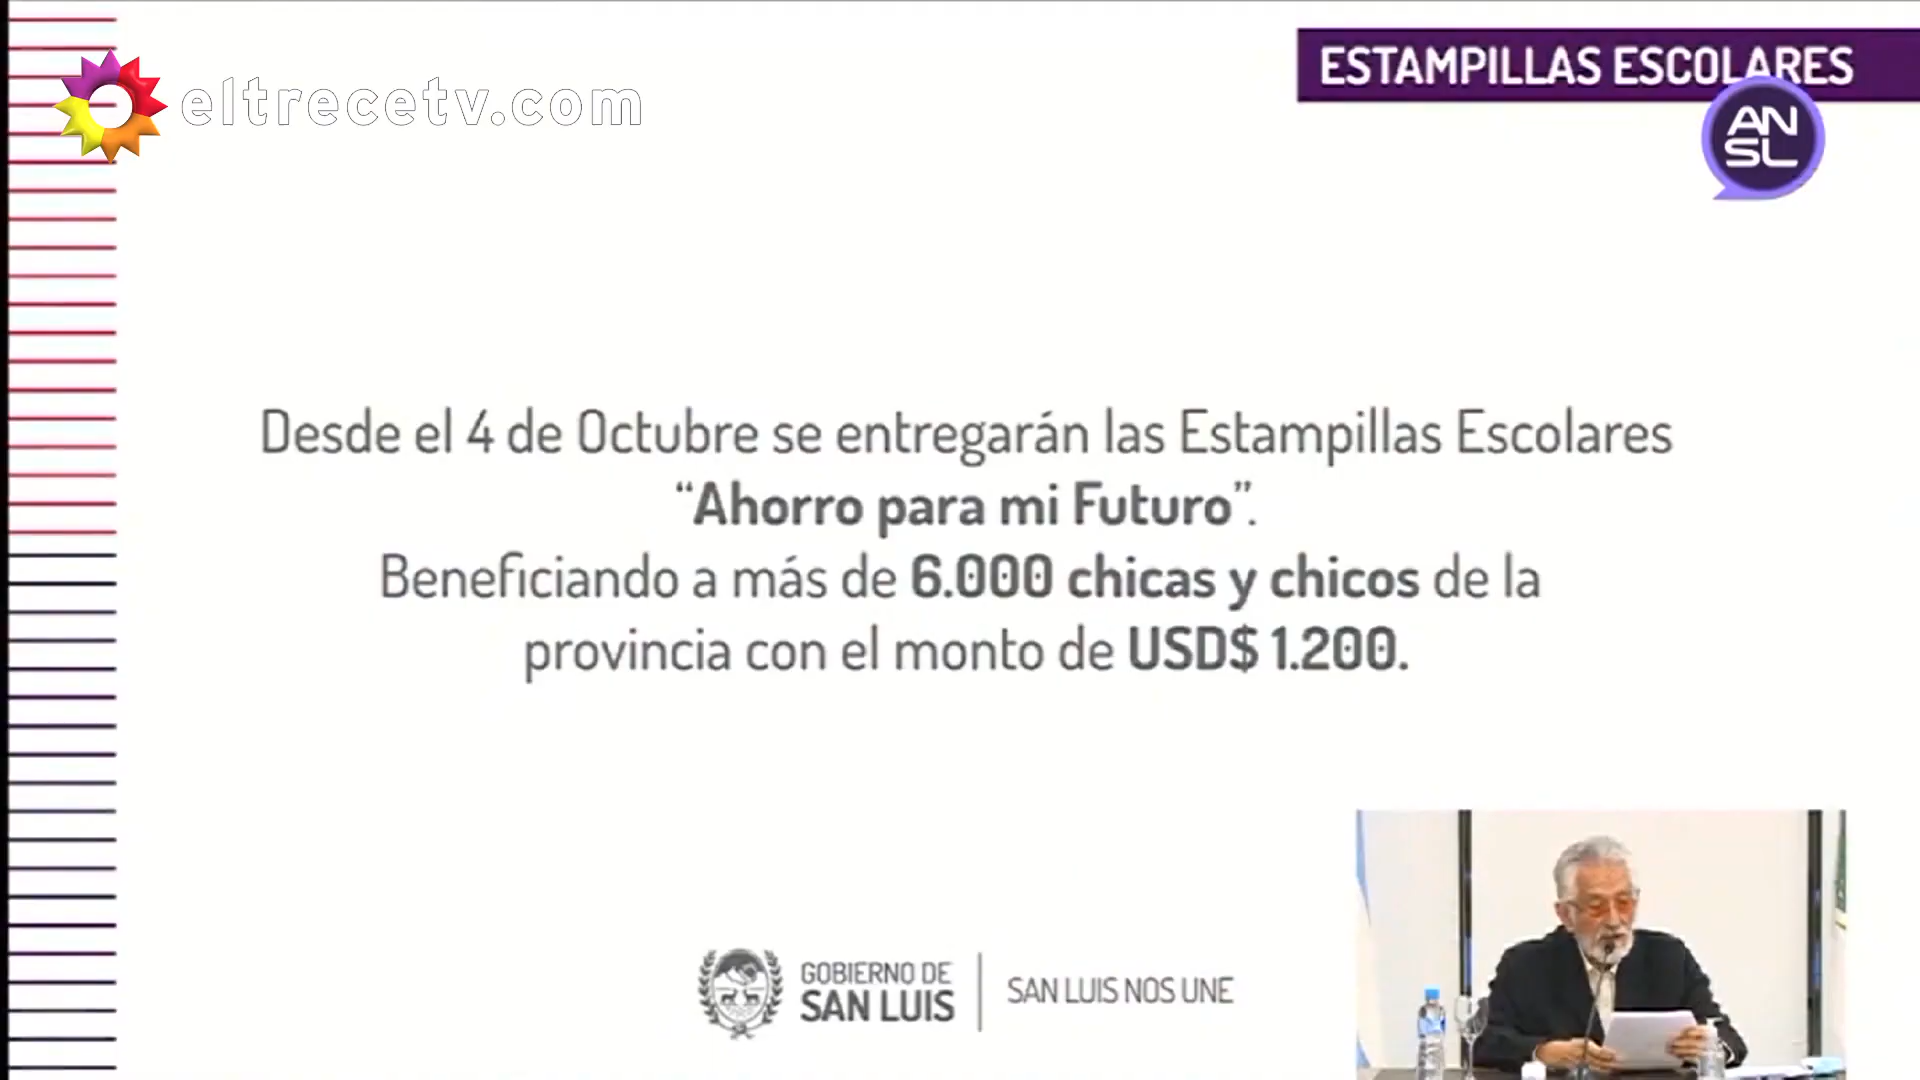 ESTAMPILLAS ESCOLARES
eltrecetv.com
AN
SL
Desde el 4 de Octubre se entregarán las Estampillas Escolares
“Ahorro para mi Futuro”.
Beneficiando a más de 6.000 chicas y chicos de la
provincia con el monto de USD$ 1.200.
GOBIERNO DE
SAN LUIS
SAN LUIS NOS UNE